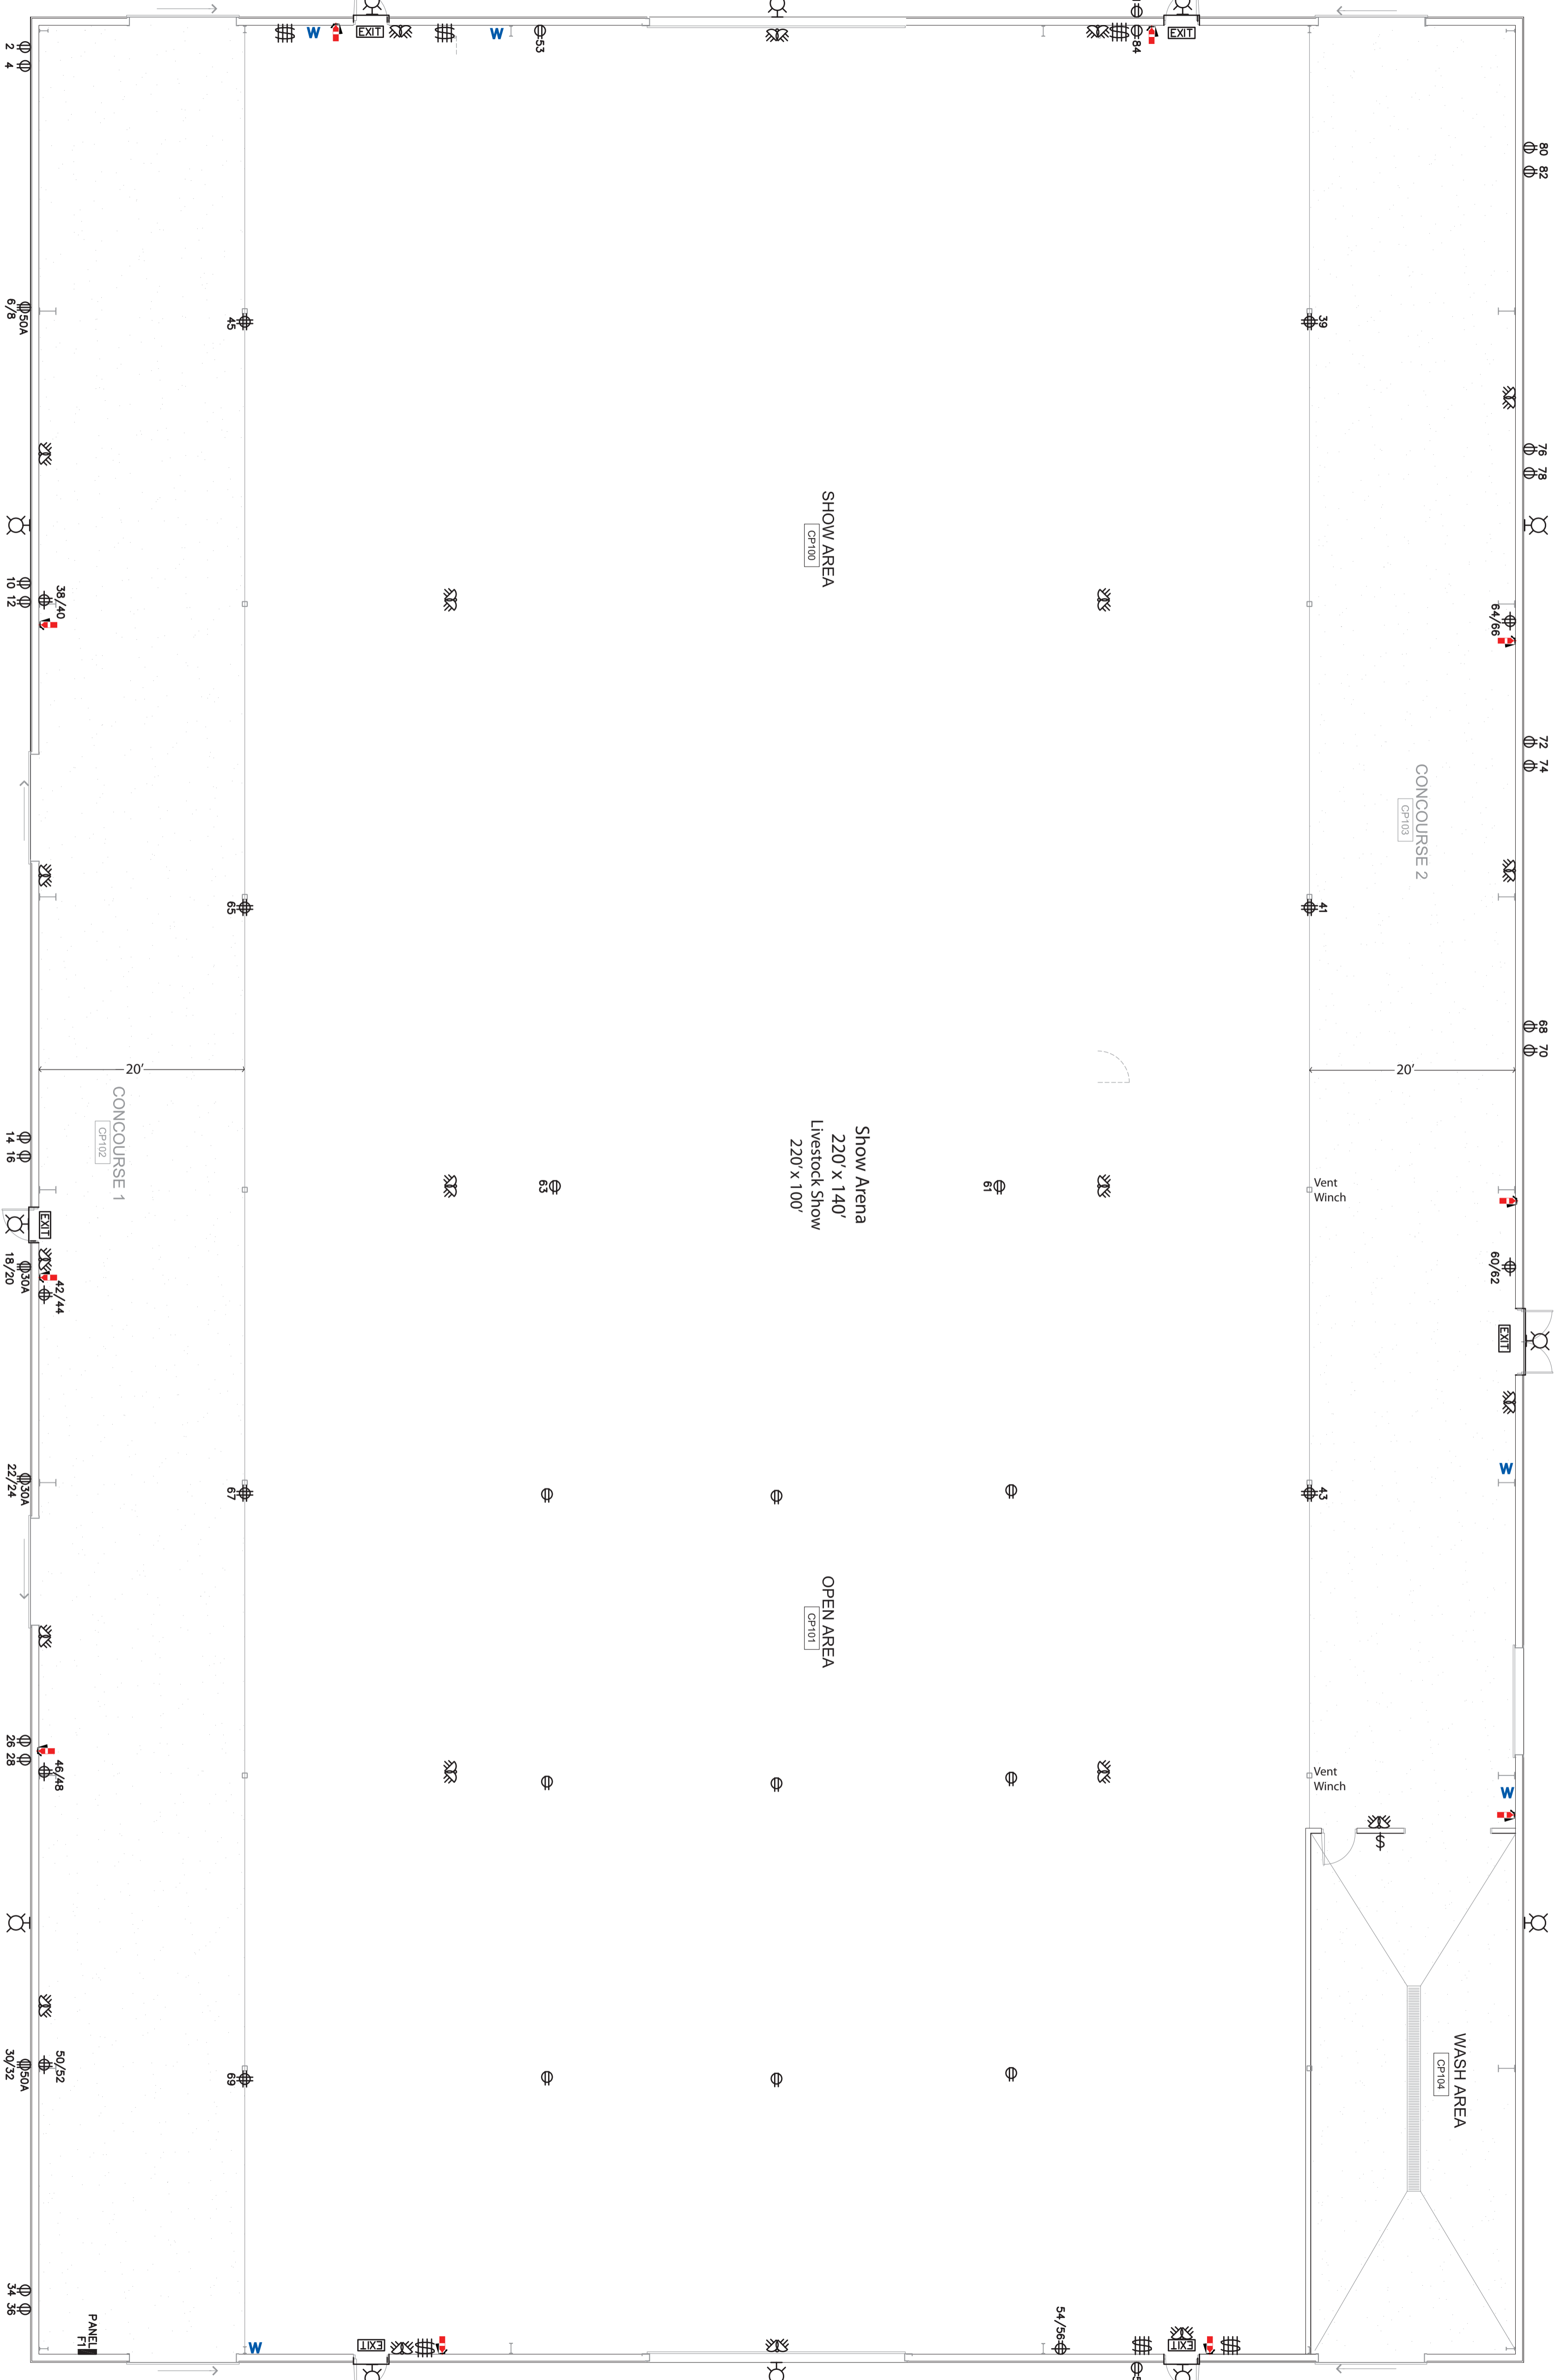 W
EXIT
W
53
84
EXIT
2
4
80
82
6/8
50A
45
39
76
78
SHOW AREA
CP100
10
12
38/40
64/66
72
74
CONCOURSE 2
CP103
65
41
68
70
20'
20'
CONCOURSE 1
CP102
14
16
63
61
Show Arena
220' x 140'
Livestock Show
220' x 100'
Vent
Winch
EXIT
18/20
30A
42/44
60/62
EXIT
W
22/24
30A
67
43
OPEN AREA
CP101
26
28
46/48
Vent
Winch
W
$
WASH AREA
CP104
30/32
50A
50/52
69
34
36
PANEL
F1
W
EXIT
54/56
EXIT